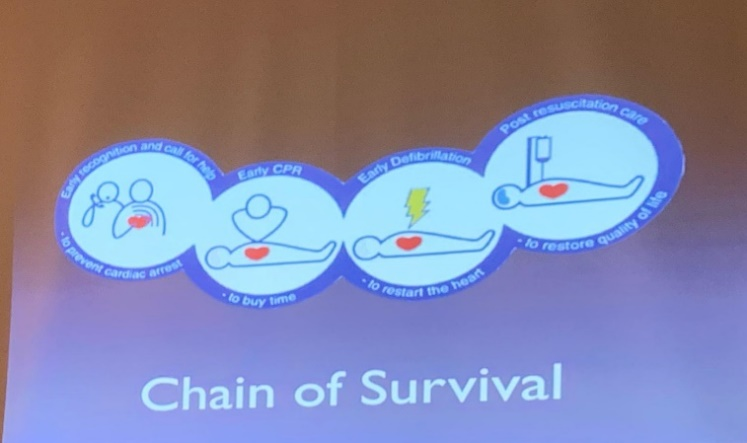 Early recognition and call for help
- to prevent cardiac arrest
Early CPR
- to buy time
Early Defibrillation
- to restart the heart
Post resuscitation care
- to restore quality of life
Chain of Survival